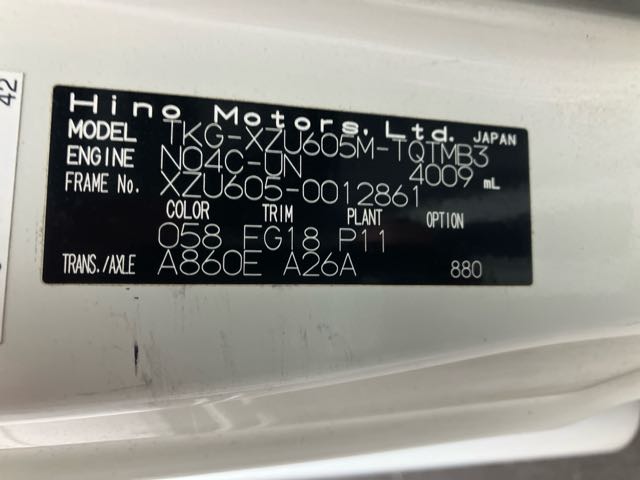 42
Hino Motors, Ltd. JAPAN
MODEL TKG-XZU605M-TQTMB3
ENGINE N04C-UN 4009 mL
FRAME No. XZU605-0012861
COLOR TRIM PLANT OPTION
058 FG18 P11
TRANS./AXLE A860E A26A 880